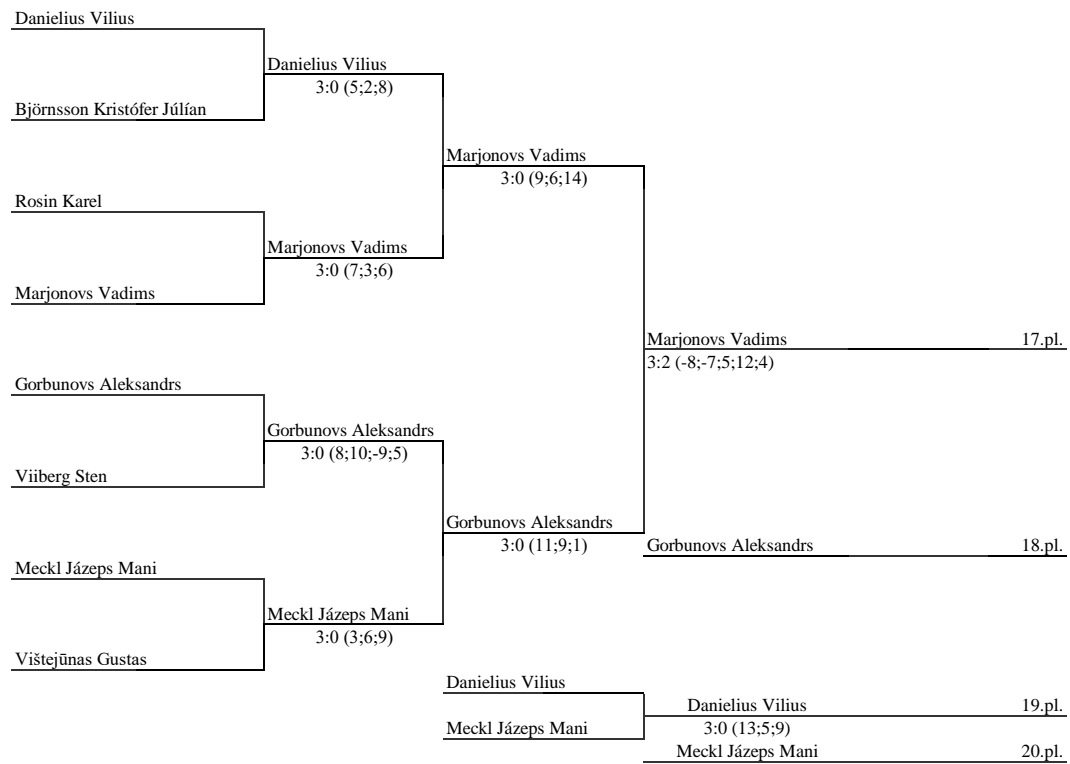 Danielius Vilius
Danielius Vilius
3:0 (5;2;8)
Björnsson Kristófer Júlían
Marjonovs Vadims
3:0 (9;6;14)
Rosin Karel
Marjonovs Vadims
3:0 (7;3;6)
Marjonovs Vadims
Marjonovs Vadims 17.pl.
3:2 (-8;-7;5;12;4)
Gorbunovs Aleksandrs
Gorbunovs Aleksandrs
3:0 (8;10;-9;5)
Viiberg Sten
Gorbunovs Aleksandrs
3:0 (11;9;1)
Gorbunovs Aleksandrs 18.pl.
Meckl Jázeps Mani
Meckl Jázeps Mani
3:0 (3;6;9)
Vištejūnas Gustas
Danielius Vilius
Danielius Vilius 19.pl.
Meckl Jázeps Mani
3:0 (13;5;9)
Meckl Jázeps Mani 20.pl.